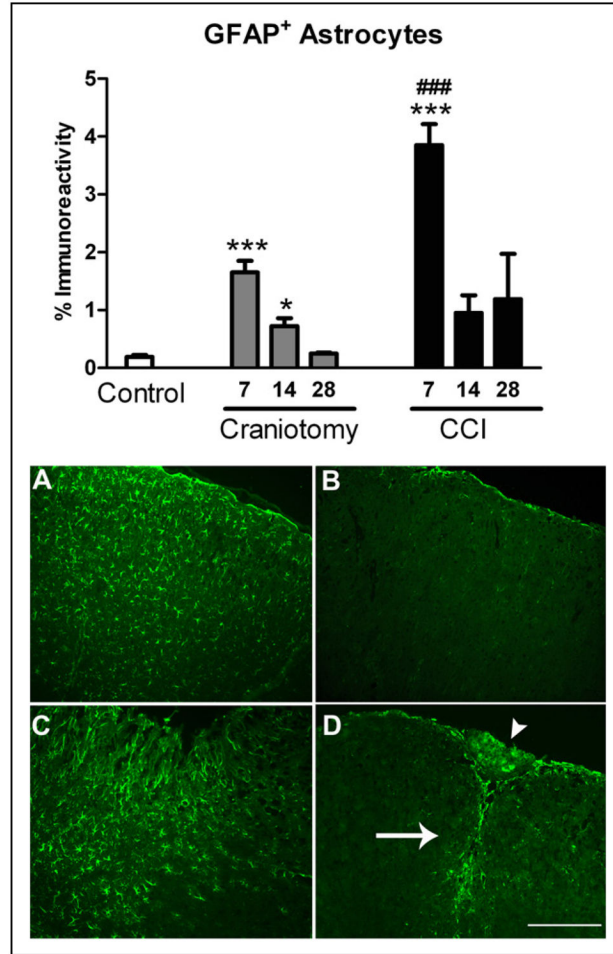 GFAP+ Astrocytes
% Immunoreactivity
5
4
3
2
1
0
***
*
###
***
Control
7 14 28
7 14 28
Craniotomy
CCI
A
B
C
D